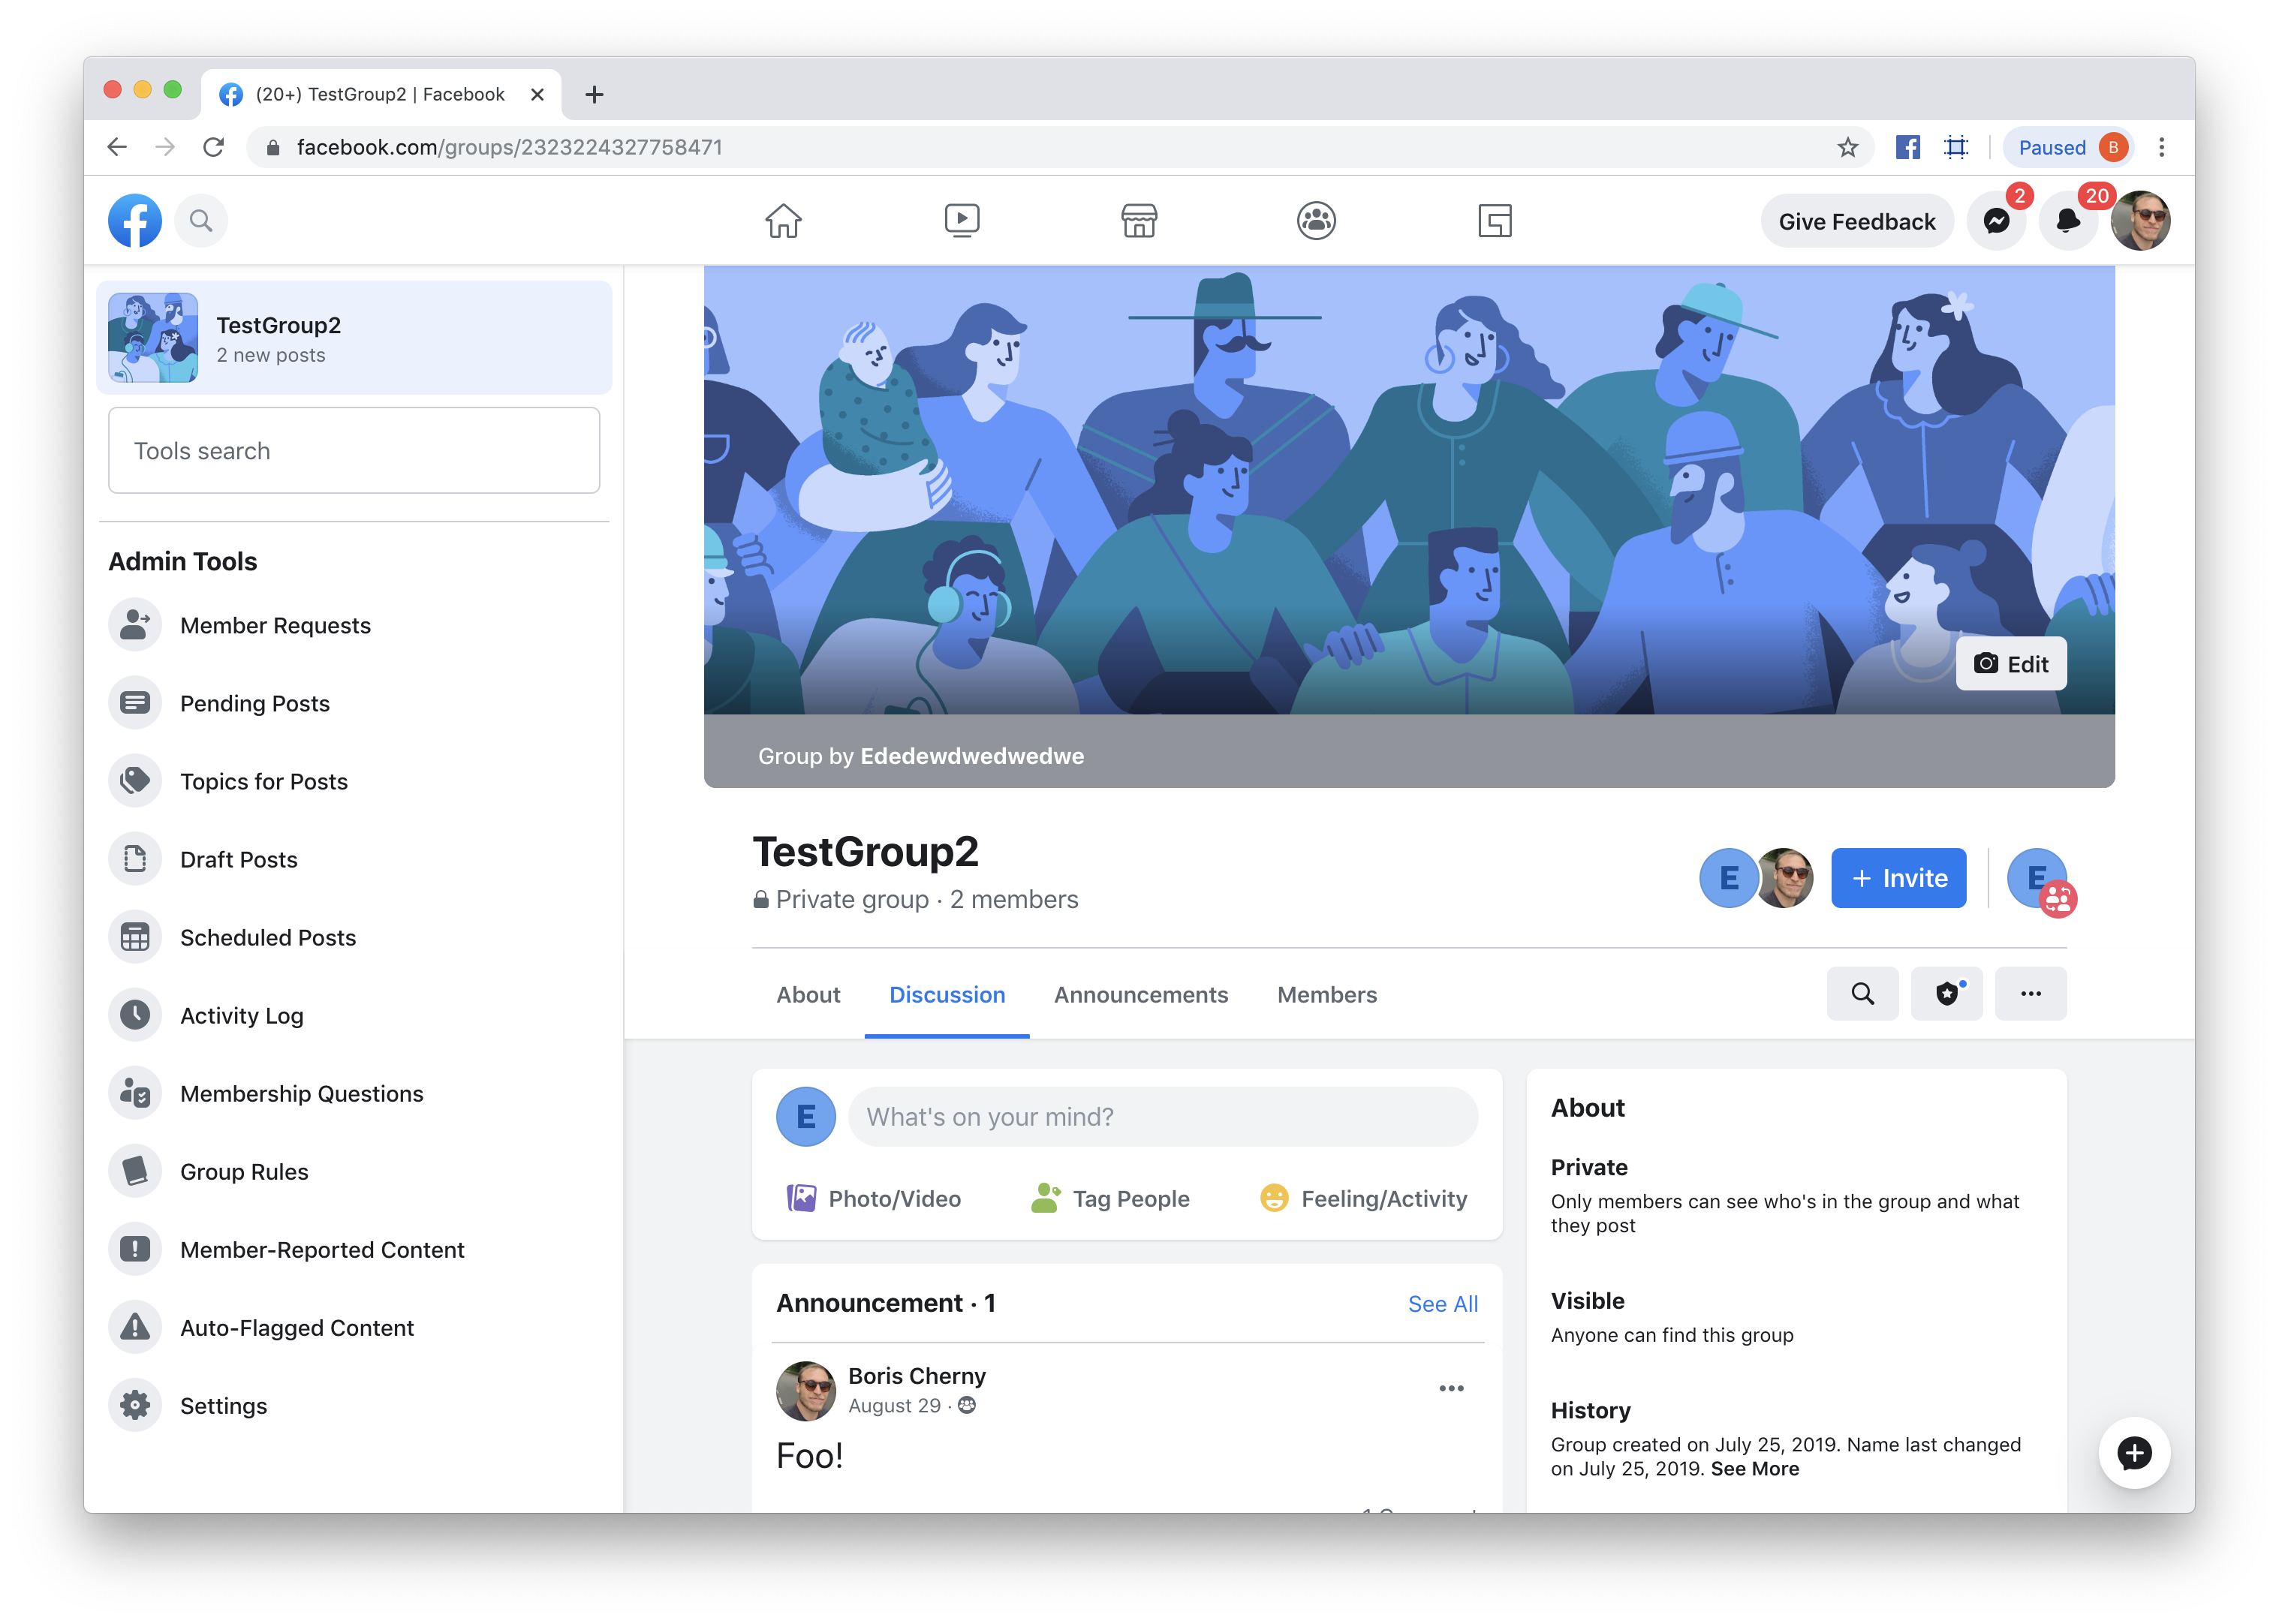 (20+) TestGroup2 | Facebook
facebook.com/groups/2323224327758471
Paused B
Give Feedback
2
20
TestGroup2
2 new posts
Tools search
Admin Tools
Member Requests
Pending Posts
Topics for Posts
Draft Posts
Scheduled Posts
Activity Log
Membership Questions
Group Rules
Member-Reported Content
Auto-Flagged Content
Settings
Edit
Group by Ededewdwedwedwe
TestGroup2
Private group · 2 members
E
+ Invite
E
About
Discussion
Announcements
Members
E
What's on your mind?
Photo/Video
Tag People
Feeling/Activity
Announcement · 1
See All
Boris Cherny
August 29 ·
Foo!
About
Private
Only members can see who's in the group and what
they post
Visible
Anyone can find this group
History
Group created on July 25, 2019. Name last changed
on July 25, 2019. See More